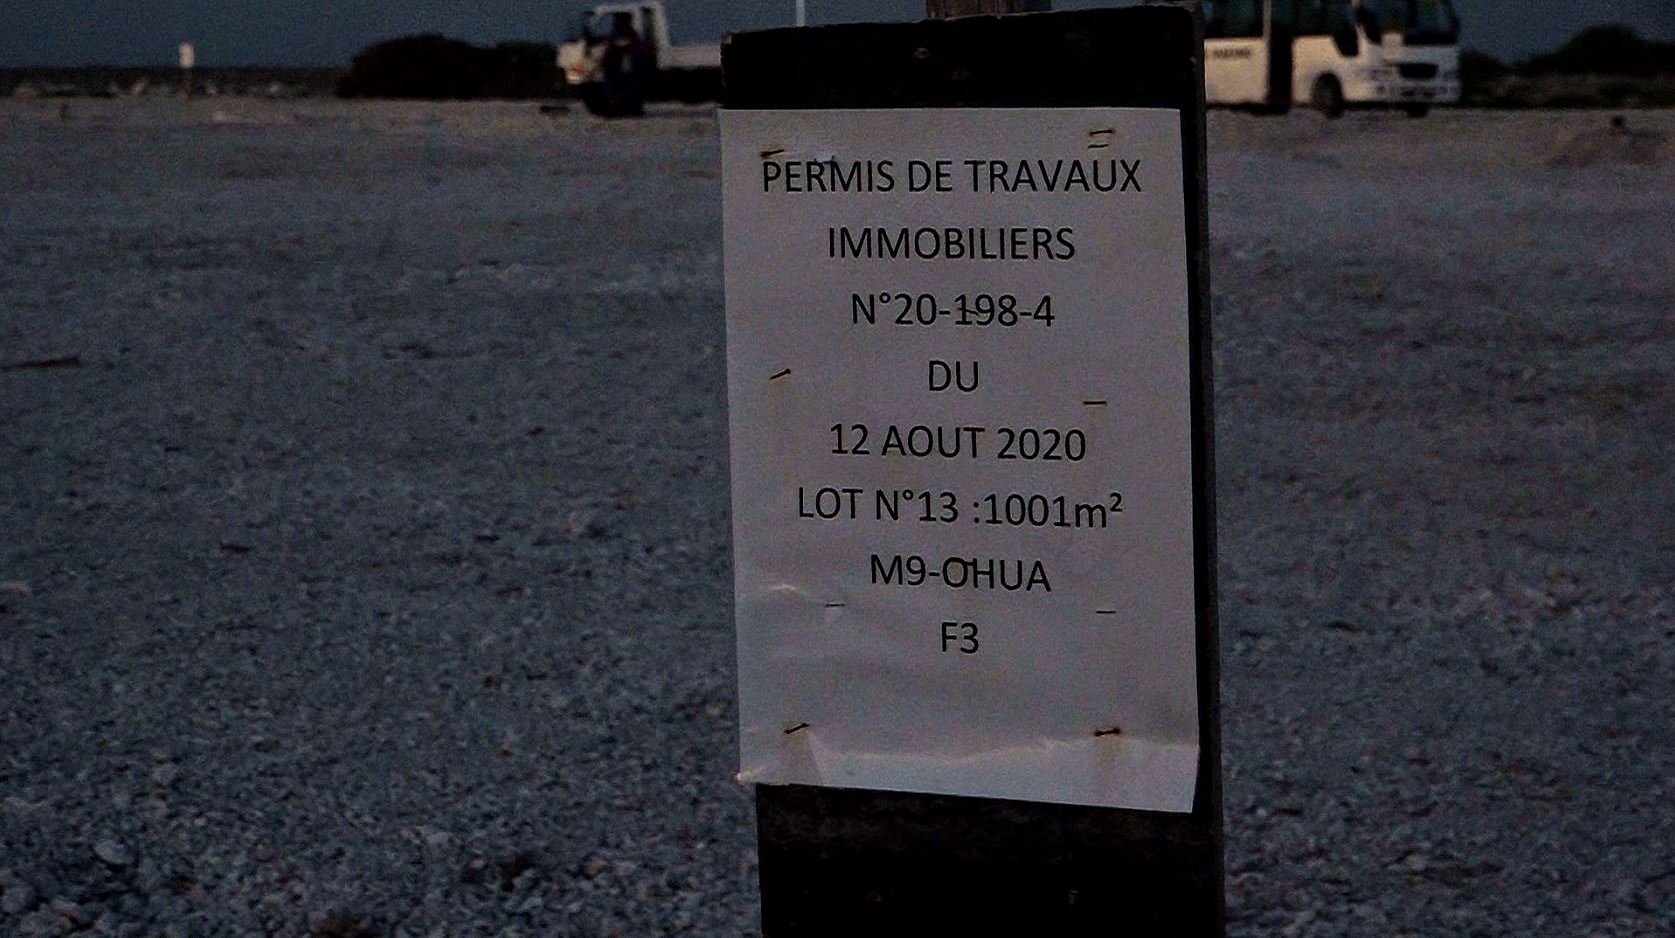 PERMIS DE TRAVAUX
IMMOBILIERS
N°20-198-4
DU
12 AOUT 2020
LOT N°13 :1001m²
M9-OHUA
F3